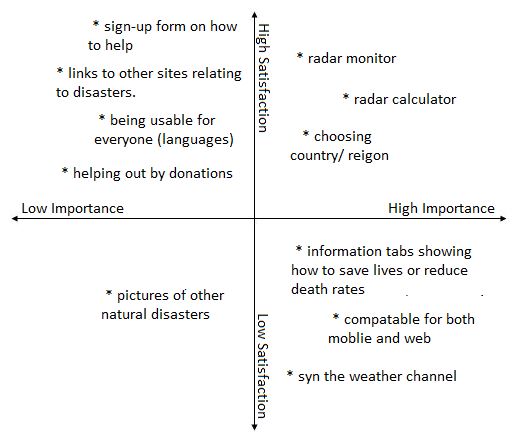 * sign-up form on how
to help
* links to other sites relating
to disasters.
* being usable for
everyone (languages)
* helping out by donations
High Satisfaction
* radar monitor
* radar calculator
* choosing
country/ reigon
Low Importance
High Importance
* pictures of other
natural disasters
Low Satisfaction
* information tabs showing
how to save lives or reduce
death rates
* compatable for both
moblie and web
* syn the weather channel